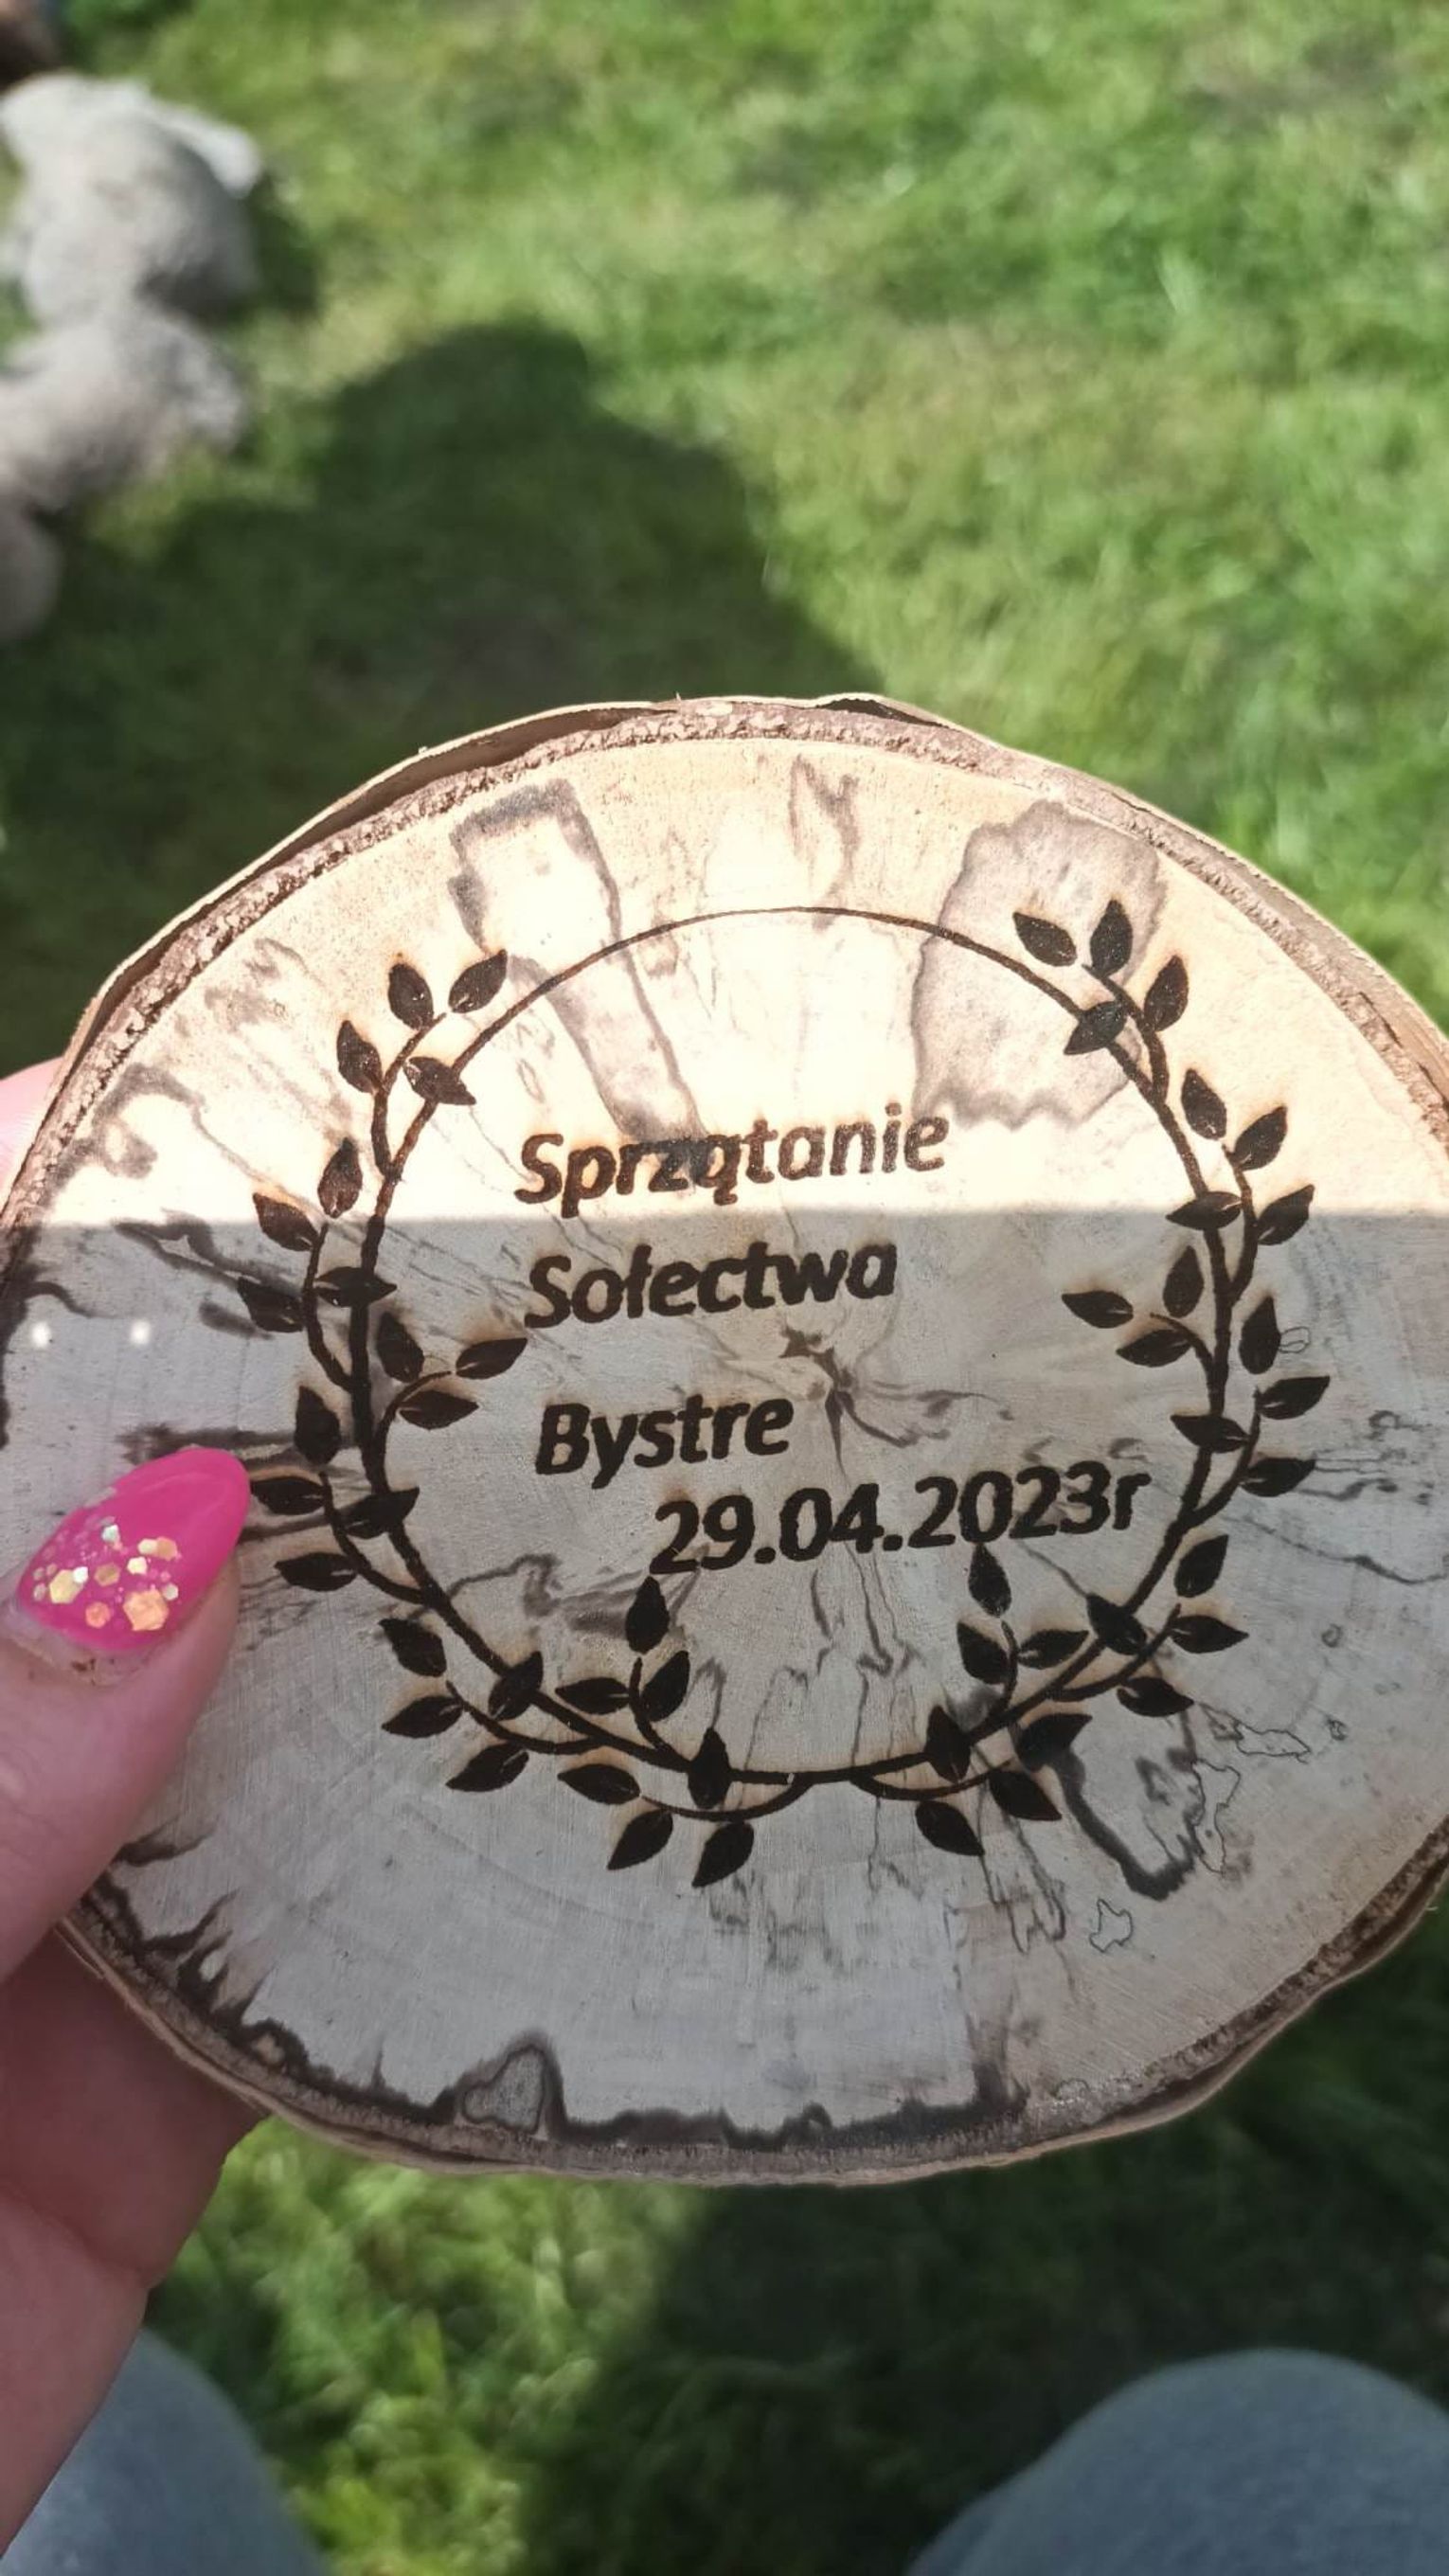 Sprzątanie
Sołectwa
Bystre
29.04.2023r